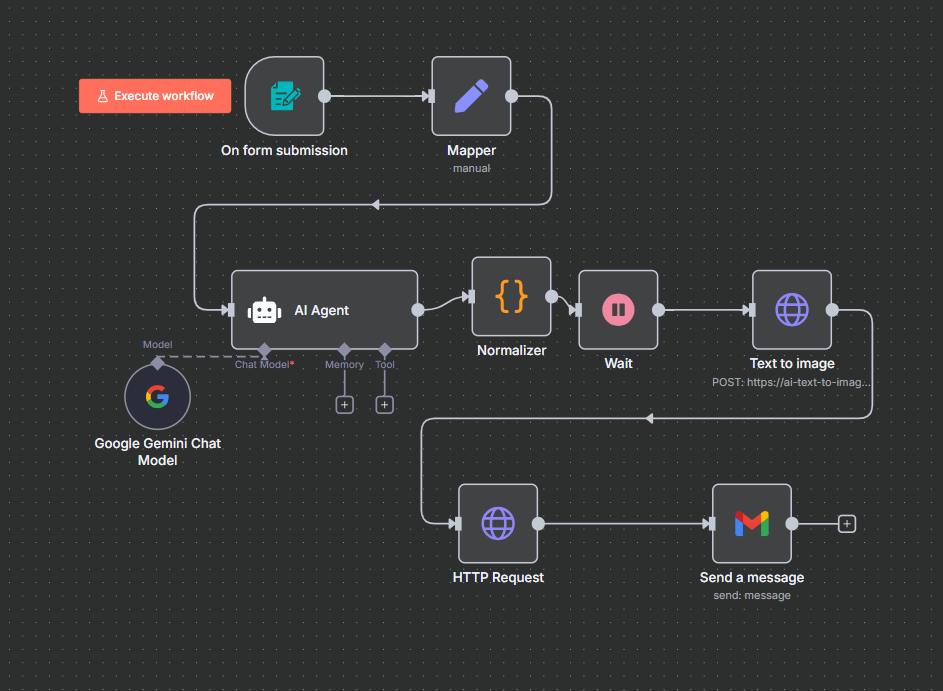 Execute workflow
On form submission
Mapper
manual
AI Agent
Model
Chat Model*
Memory
Tool
Google Gemini Chat
Model
Normalizer
Wait
Text to image
POST: https://ai-text-to-imag...
HTTP Request
Send a message
send: message